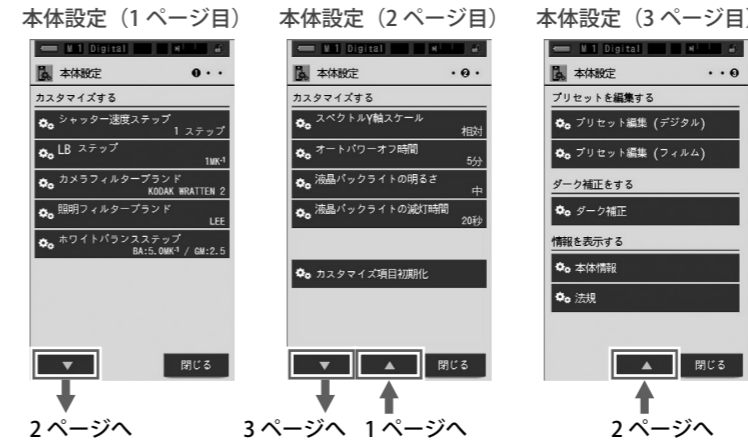 本体設定（1 ページ目）
M 1 Digital
本体設定
❶・・
カスタマイズする
シャッター速度ステップ
1 ステップ
LB ステップ
1MK⁻¹
カメラフィルターブランド
KODAK WRATTEN 2
照明フィルターブランド
LEE
ホワイトバランスステップ
BA:5.0MK⁻¹ / GM:2.5
▼
閉じる
2 ページへ
本体設定（2 ページ目）
M 1 Digital
本体設定
・❷・
カスタマイズする
スペクトルY軸スケール
相対
オートパワーオフ時間
5分
液晶バックライトの明るさ
中
液晶バックライトの減灯時間
20秒
カスタマイズ項目初期化
▼
▲
閉じる
3 ページへ
1 ページへ
本体設定（3 ページ目）
M 1 Digital
本体設定
・・❸
プリセットを編集する
プリセット編集 (デジタル)
プリセット編集 (フィルム)
ダーク補正をする
ダーク補正
情報を表示する
本体情報
法規
▲
閉じる
2 ページへ